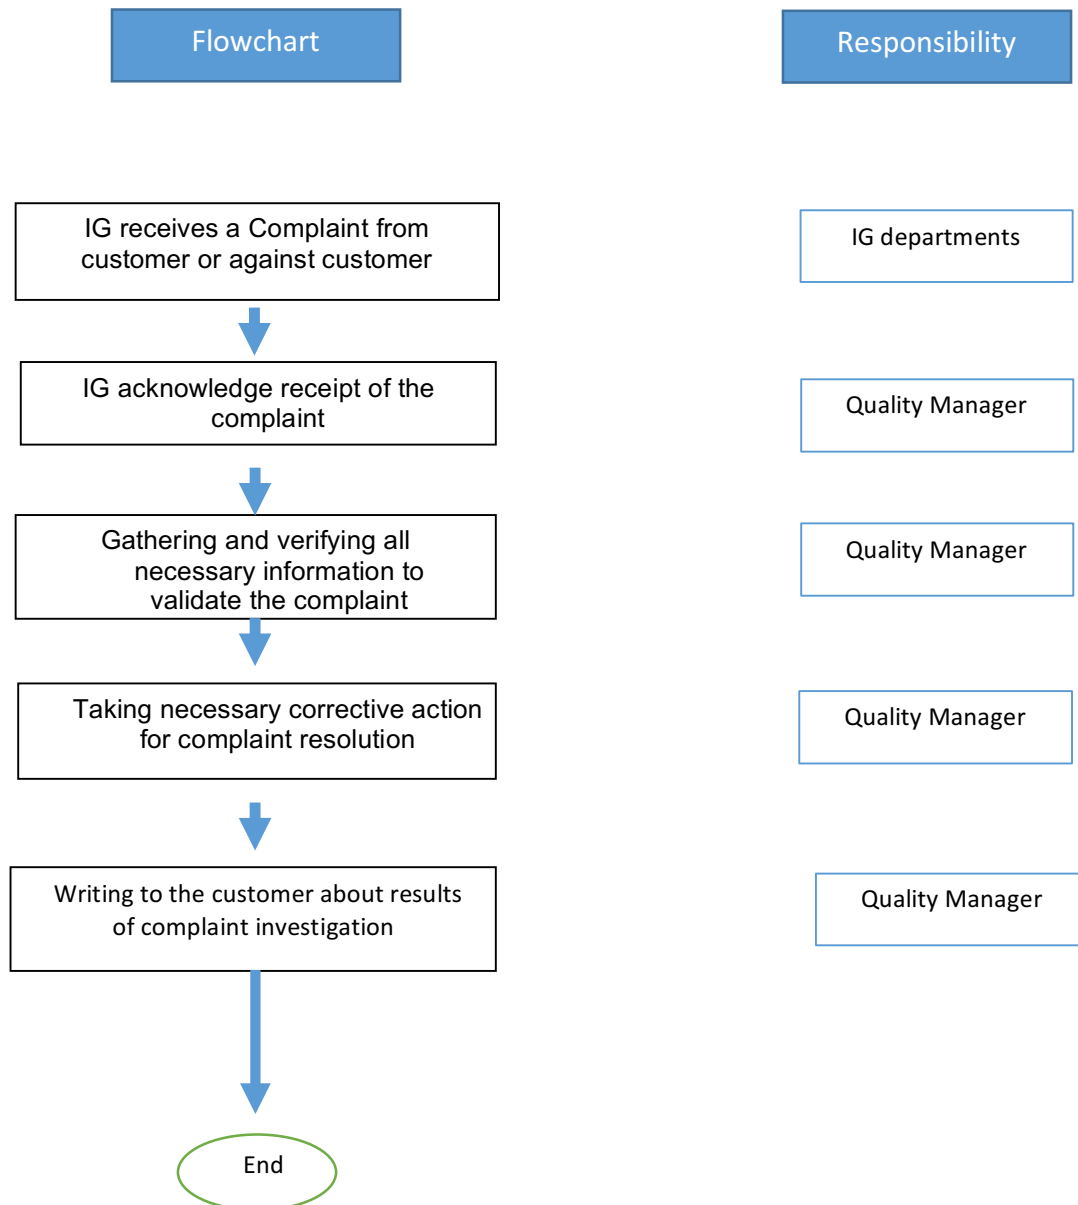 Flowchart
Responsibility
IG receives a Complaint from
customer or against customer
IG departments
IG acknowledge receipt of the
complaint
Quality Manager
Gathering and verifying all
necessary information to
validate the complaint
Quality Manager
Taking necessary corrective action
for complaint resolution
Quality Manager
Writing to the customer about results
of complaint investigation
Quality Manager
End